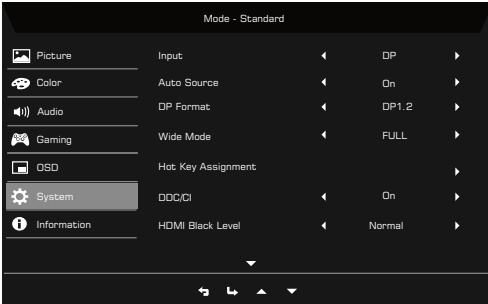 Mode - Standard
Picture
Input DP
Color
Auto Source On
Audio
DP Format DP1.2
Gaming
Wide Mode FULL
OSD
Hot Key Assignment
System
DDC/CI On
Information
HDMI Black Level Normal